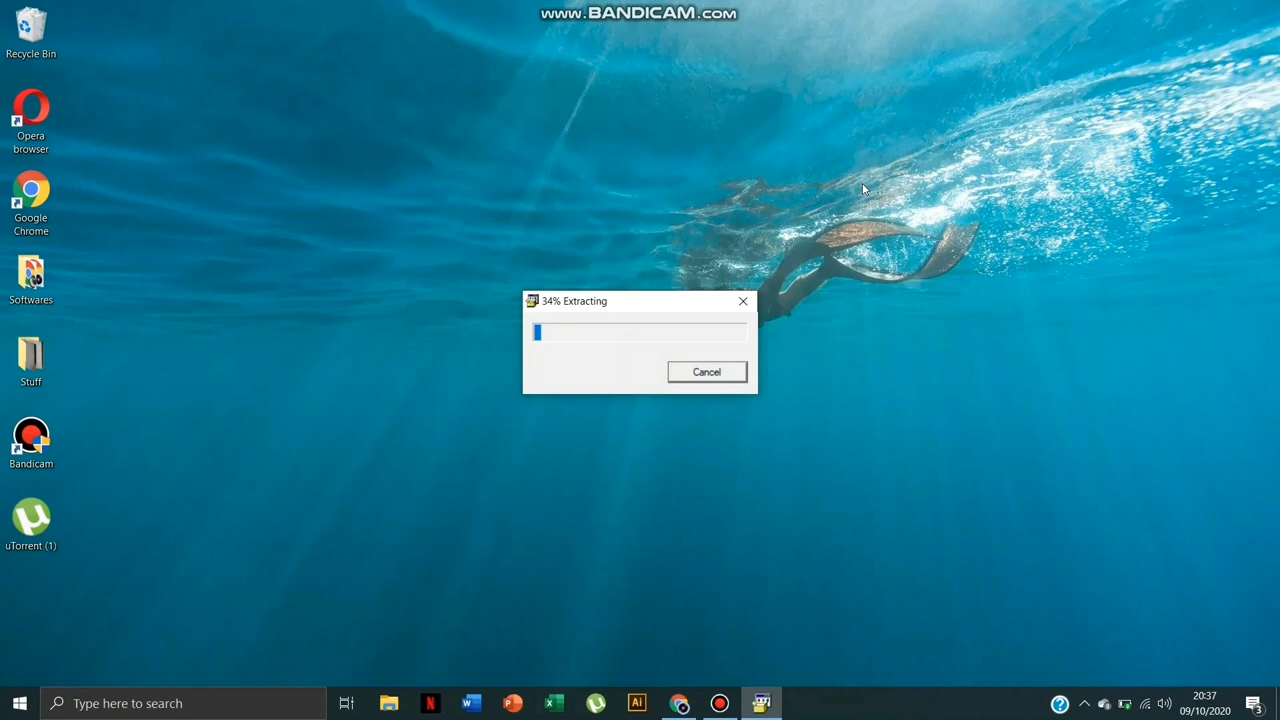 www.BANDICAM.com
Recycle Bin
Opera
browser
Google
Chrome
Softwares
Stuff
Bandicam
uTorrent (1)
34% Extracting
Cancel
Type here to search
20:37
09/10/2020
3